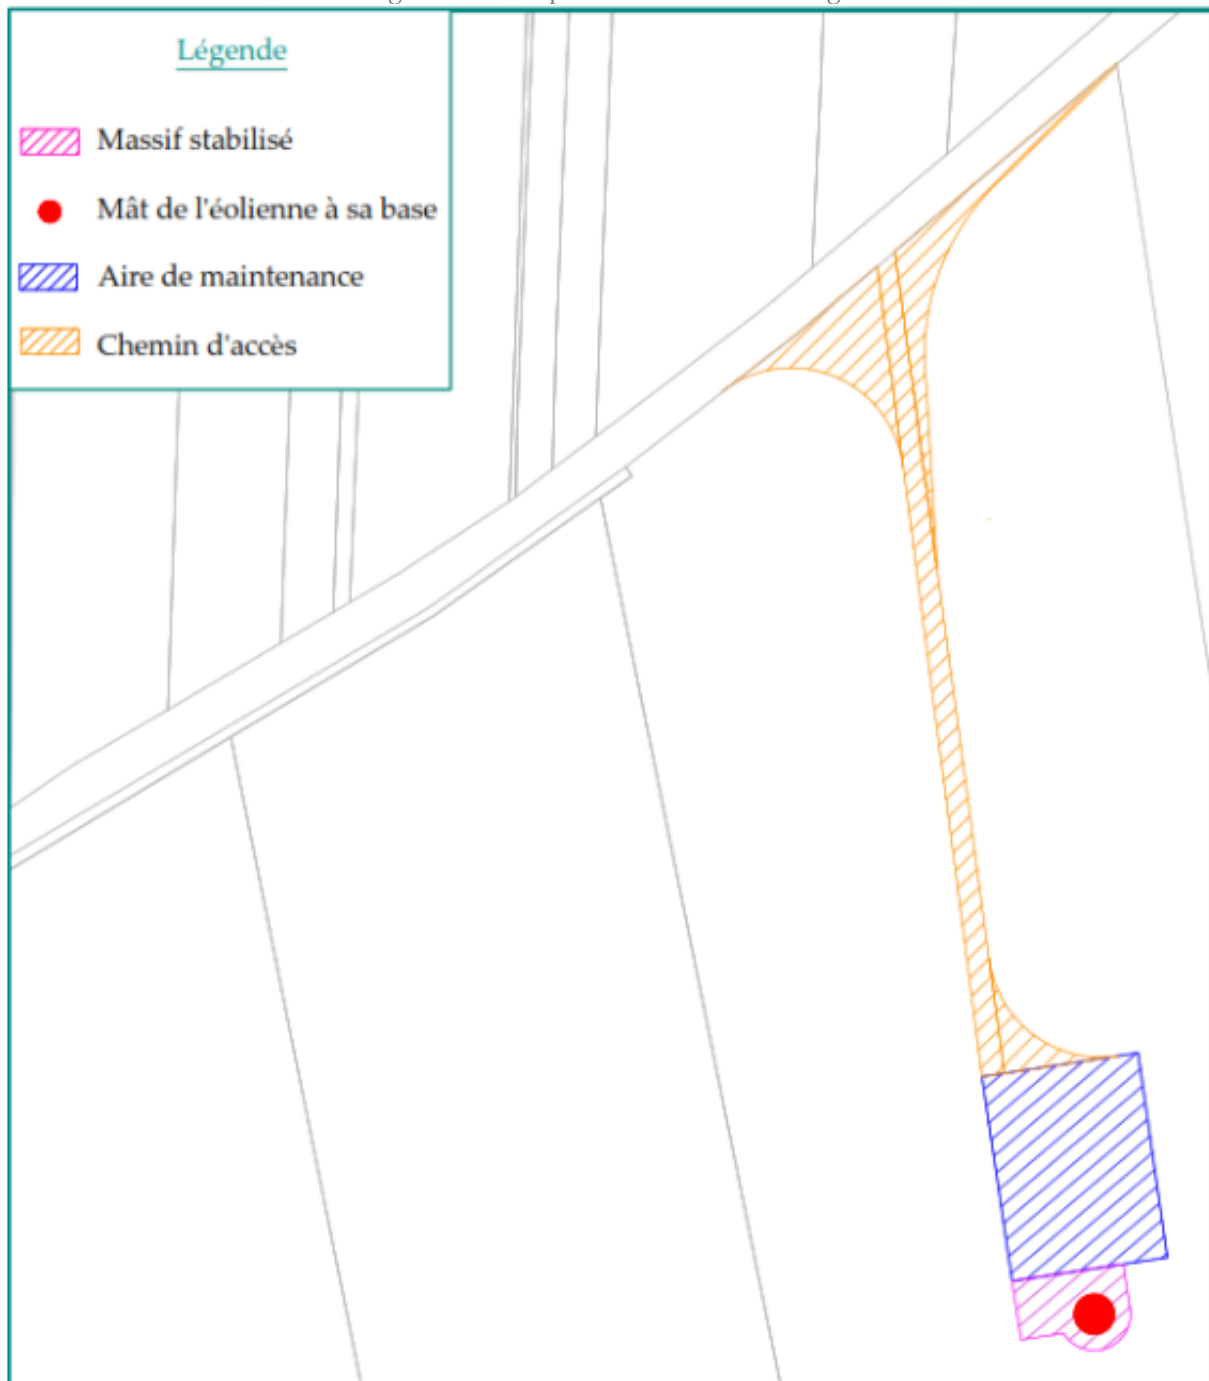 Légende
Massif stabilisé
Mât de l'éolienne à sa base
Aire de maintenance
Chemin d'accès